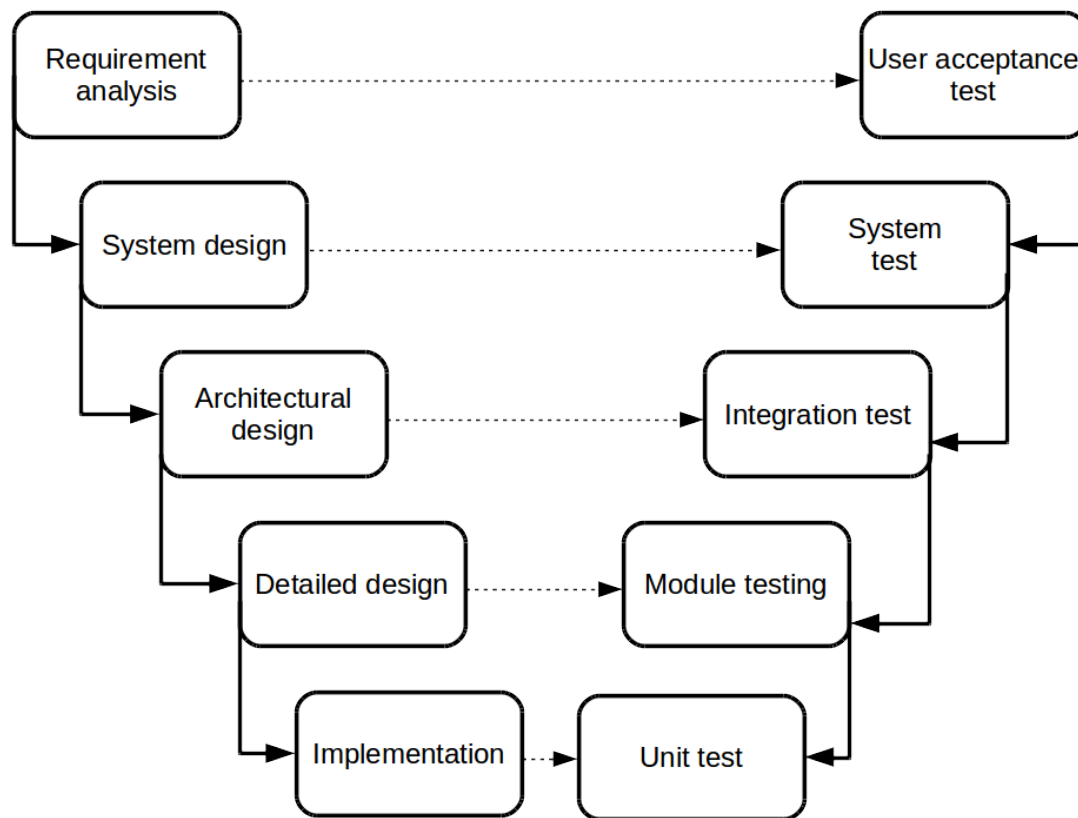 Requirement
analysis
User acceptance
test
System design
System
test
Architectural
design
Integration test
Detailed design
Module testing
Implementation
Unit test